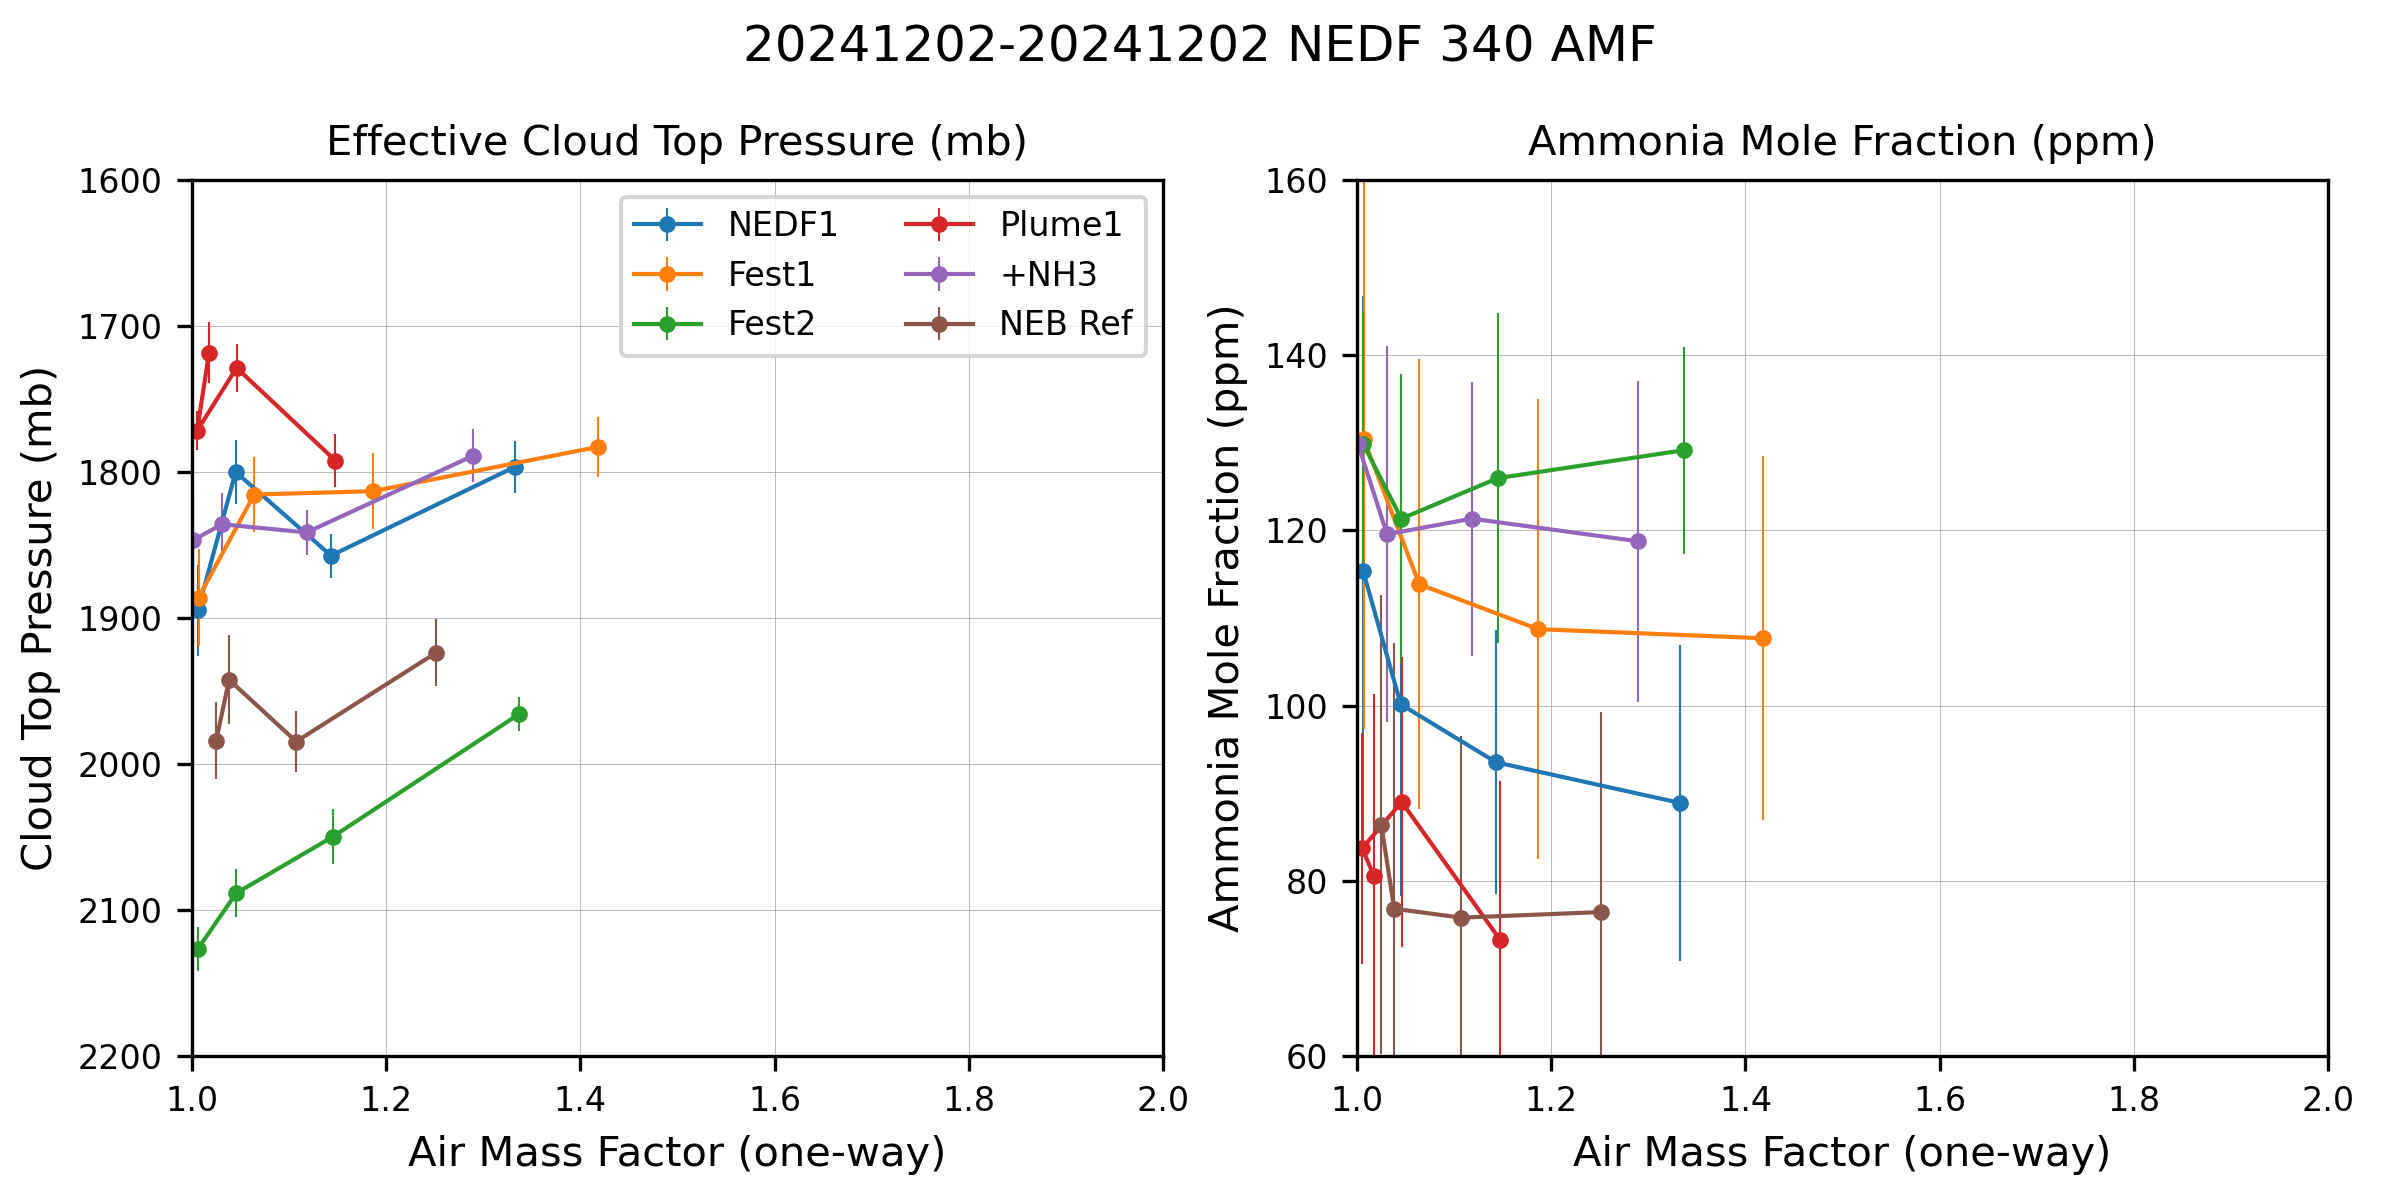 20241202-20241202 NEDF 340 AMF
Effective Cloud Top Pressure (mb)
Cloud Top Pressure (mb)
1600
1700
1800
1900
2000
2100
2200
NEDF1
Fest1
Fest2
Plume1
+NH3
NEB Ref
1.0 1.2 1.4 1.6 1.8 2.0
Air Mass Factor (one-way)
Ammonia Mole Fraction (ppm)
Ammonia Mole Fraction (ppm)
160
140
120
100
80
60
1.0 1.2 1.4 1.6 1.8 2.0
Air Mass Factor (one-way)